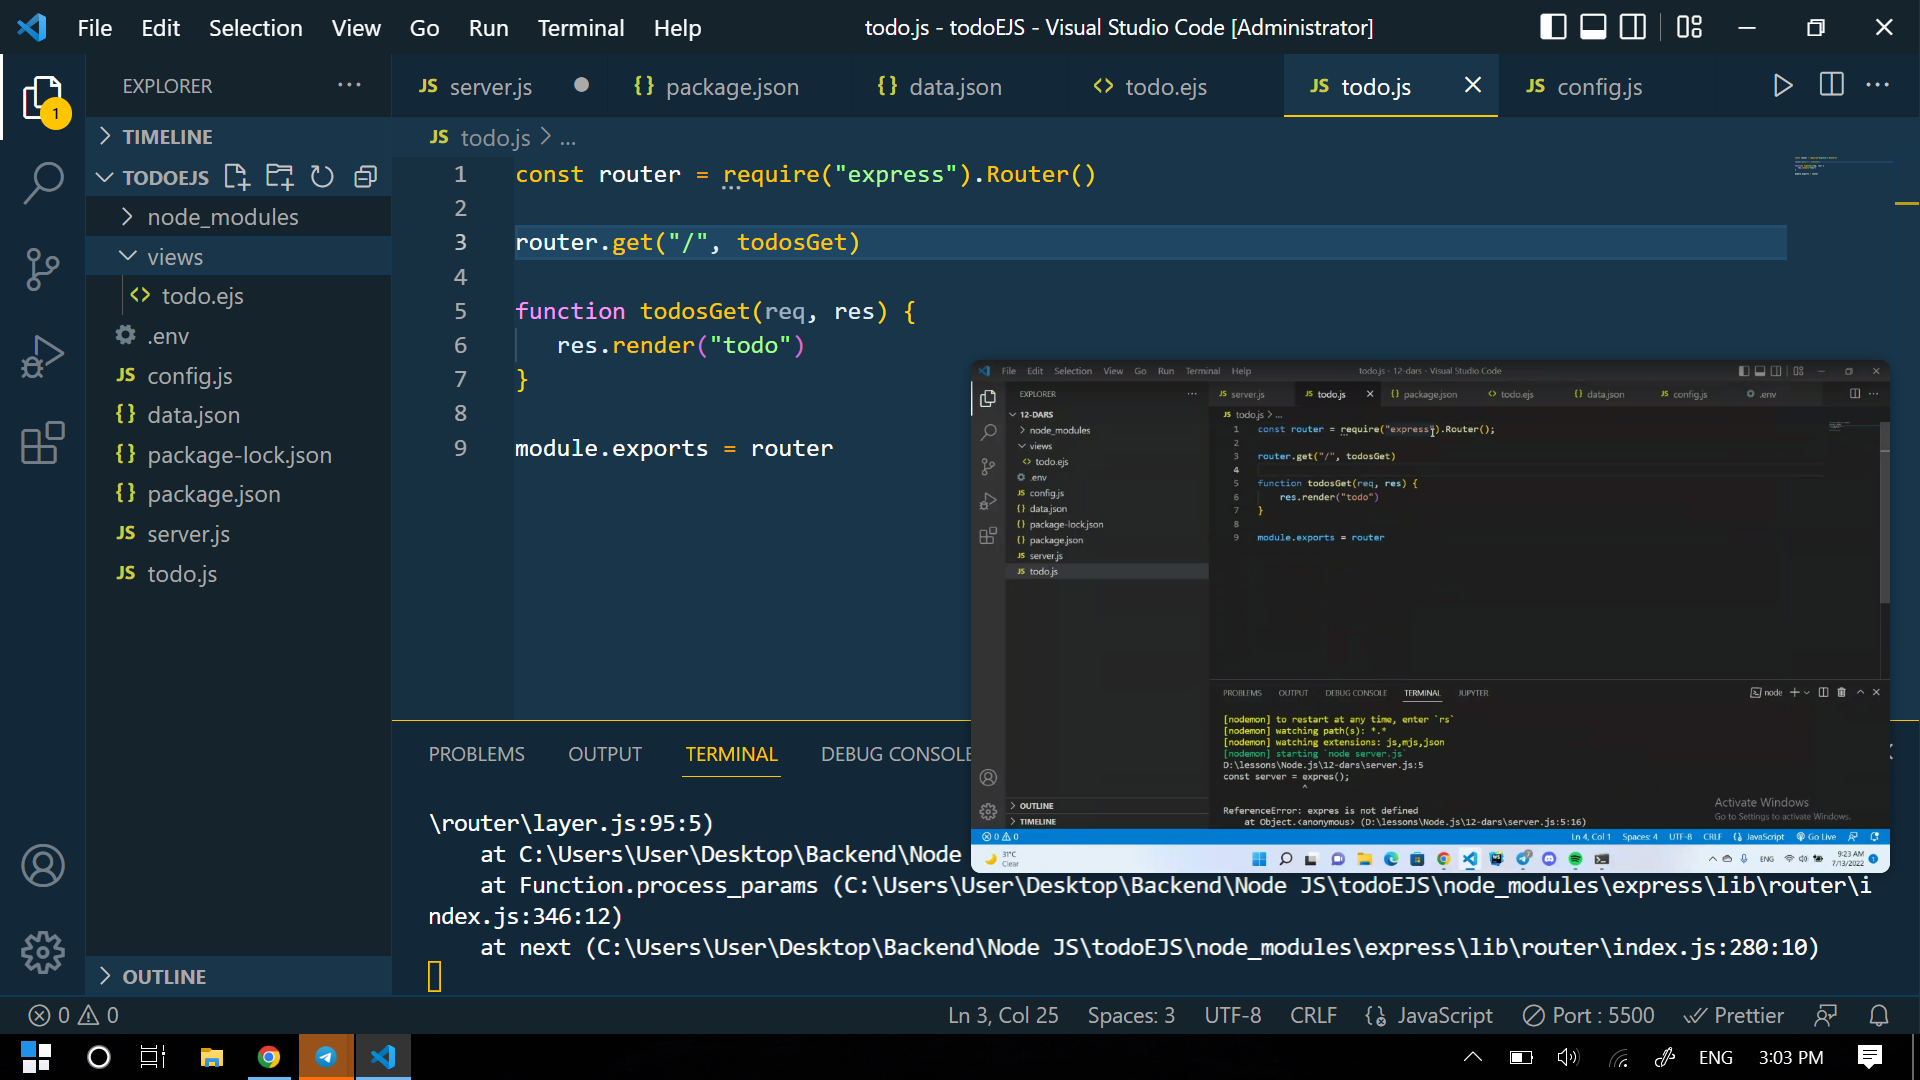 File Edit Selection View Go Run Terminal Help
todo.js - todoEJS - Visual Studio Code [Administrator]
EXPLORER
JS server.js
{} package.json
{} data.json
<> todo.ejs
JS todo.js
JS config.js
1
TIMELINE
TODOEJS
node_modules
views
<> todo.ejs
.env
JS config.js
{} data.json
{} package-lock.json
{} package.json
JS server.js
JS todo.js
OUTLINE
JS todo.js > ...
1 const router = require("express").Router()
2
3 router.get("/", todosGet)
4
5 function todosGet(req, res) {
6 res.render("todo")
7 }
8
9 module.exports = router
File Edit Selection View Go Run Terminal Help
todo.js - 12-dars - Visual Studio Code
EXPLORER
JS server.js
JS todo.js
{} package.json
<> todo.ejs
{} data.json
JS config.js
.env
12-DARS
node_modules
views
<> todo.ejs
.env
JS config.js
{} data.json
{} package-lock.json
{} package.json
JS server.js
JS todo.js
OUTLINE
TIMELINE
JS todo.js > ...
1 const router = require("express").Router();
2
3 router.get("/", todosGet)
4
5 function todosGet(req, res) {
6 res.render("todo")
7 }
8
9 module.exports = router
PROBLEMS OUTPUT DEBUG CONSOLE TERMINAL JUPYTER
node
[nodemon] to restart at any time, enter `rs`
[nodemon] watching path(s): *.*
[nodemon] watching extensions: js,mjs,json
[nodemon] starting `node server.js`
D:\lessons\Node.js\12-dars\server.js:5
const server = expres();
^
ReferenceError: expres is not defined
at Object.<anonymous> (D:\lessons\Node.js\12-dars\server.js:5:16)
Activate Windows
Go to Settings to activate Windows.
0 0
Ln 4, Col 1 Spaces: 4 UTF-8 CRLF JavaScript Go Live
31°C
Clear
ENG
9:23 AM
7/13/2022
PROBLEMS OUTPUT TERMINAL DEBUG CONSOLE
\router\layer.js:95:5)
at C:\Users\User\Desktop\Backend\Node
at Function.process_params (C:\Users\User\Desktop\Backend\Node JS\todoEJS\node_modules\express\lib\router\i
ndex.js:346:12)
at next (C:\Users\User\Desktop\Backend\Node JS\todoEJS\node_modules\express\lib\router\index.js:280:10)
0 0
Ln 3, Col 25 Spaces: 3 UTF-8 CRLF JavaScript Port : 5500 Prettier
ENG 3:03 PM